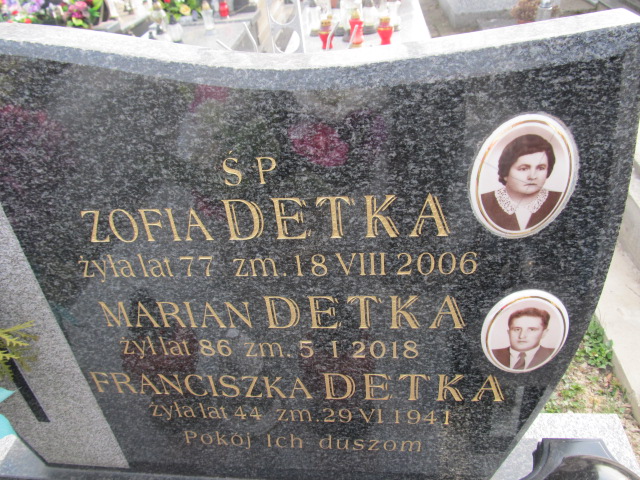 ŚP
ZOFIA DETKA
żyła lat 77 zm. 18 VIII 2006
MARIAN DETKA
żył lat 86 zm. 5 I 2018
FRANCISZKA DETKA
żyła lat 44 zm. 29 VI 1941
Pokój Ich duszom